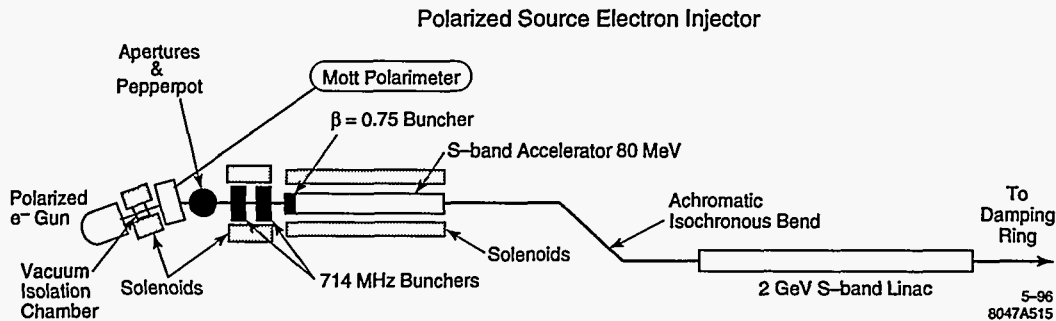 Polarized Source Electron Injector
Apertures
&
Pepperpot
Mott Polarimeter
β = 0.75 Buncher
S–band Accelerator 80 MeV
Polarized
e– Gun
Achromatic
Isochronous Bend
To
Damping
Ring
Vacuum
Isolation
Chamber
Solenoids
714 MHz Bunchers
Solenoids
2 GeV S–band Linac
5–96
8047A515